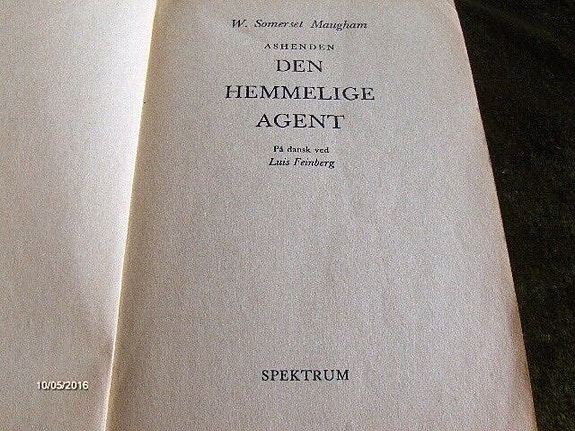 W. Somerset Maugham
ASHENDEN
DEN
HEMMELIGE
AGENT
På dansk ved
Luis Feinberg
SPEKTRUM
10/05/2016